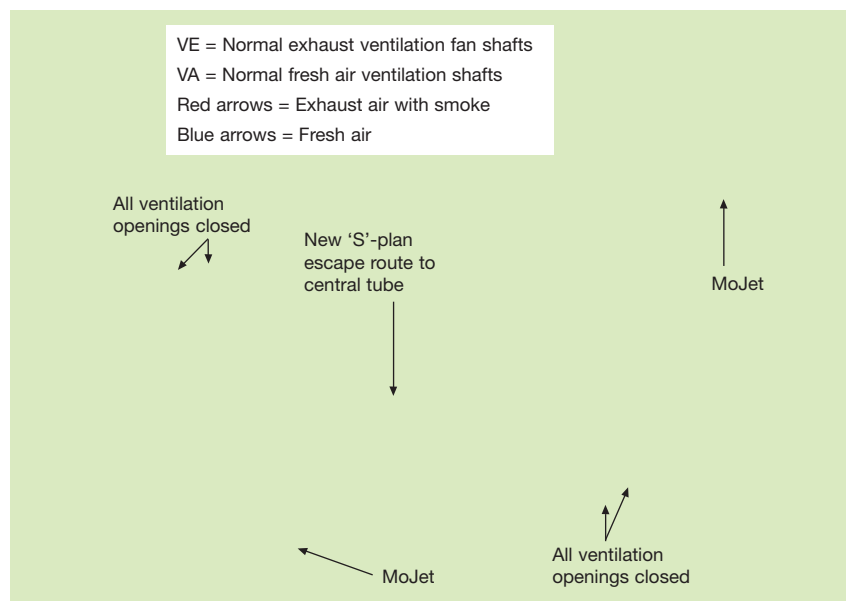 VE = Normal exhaust ventilation fan shafts
VA = Normal fresh air ventilation shafts
Red arrows = Exhaust air with smoke
Blue arrows = Fresh air
All ventilation
openings closed
New ‘S’-plan
escape route to
central tube
MoJet
MoJet
All ventilation
openings closed